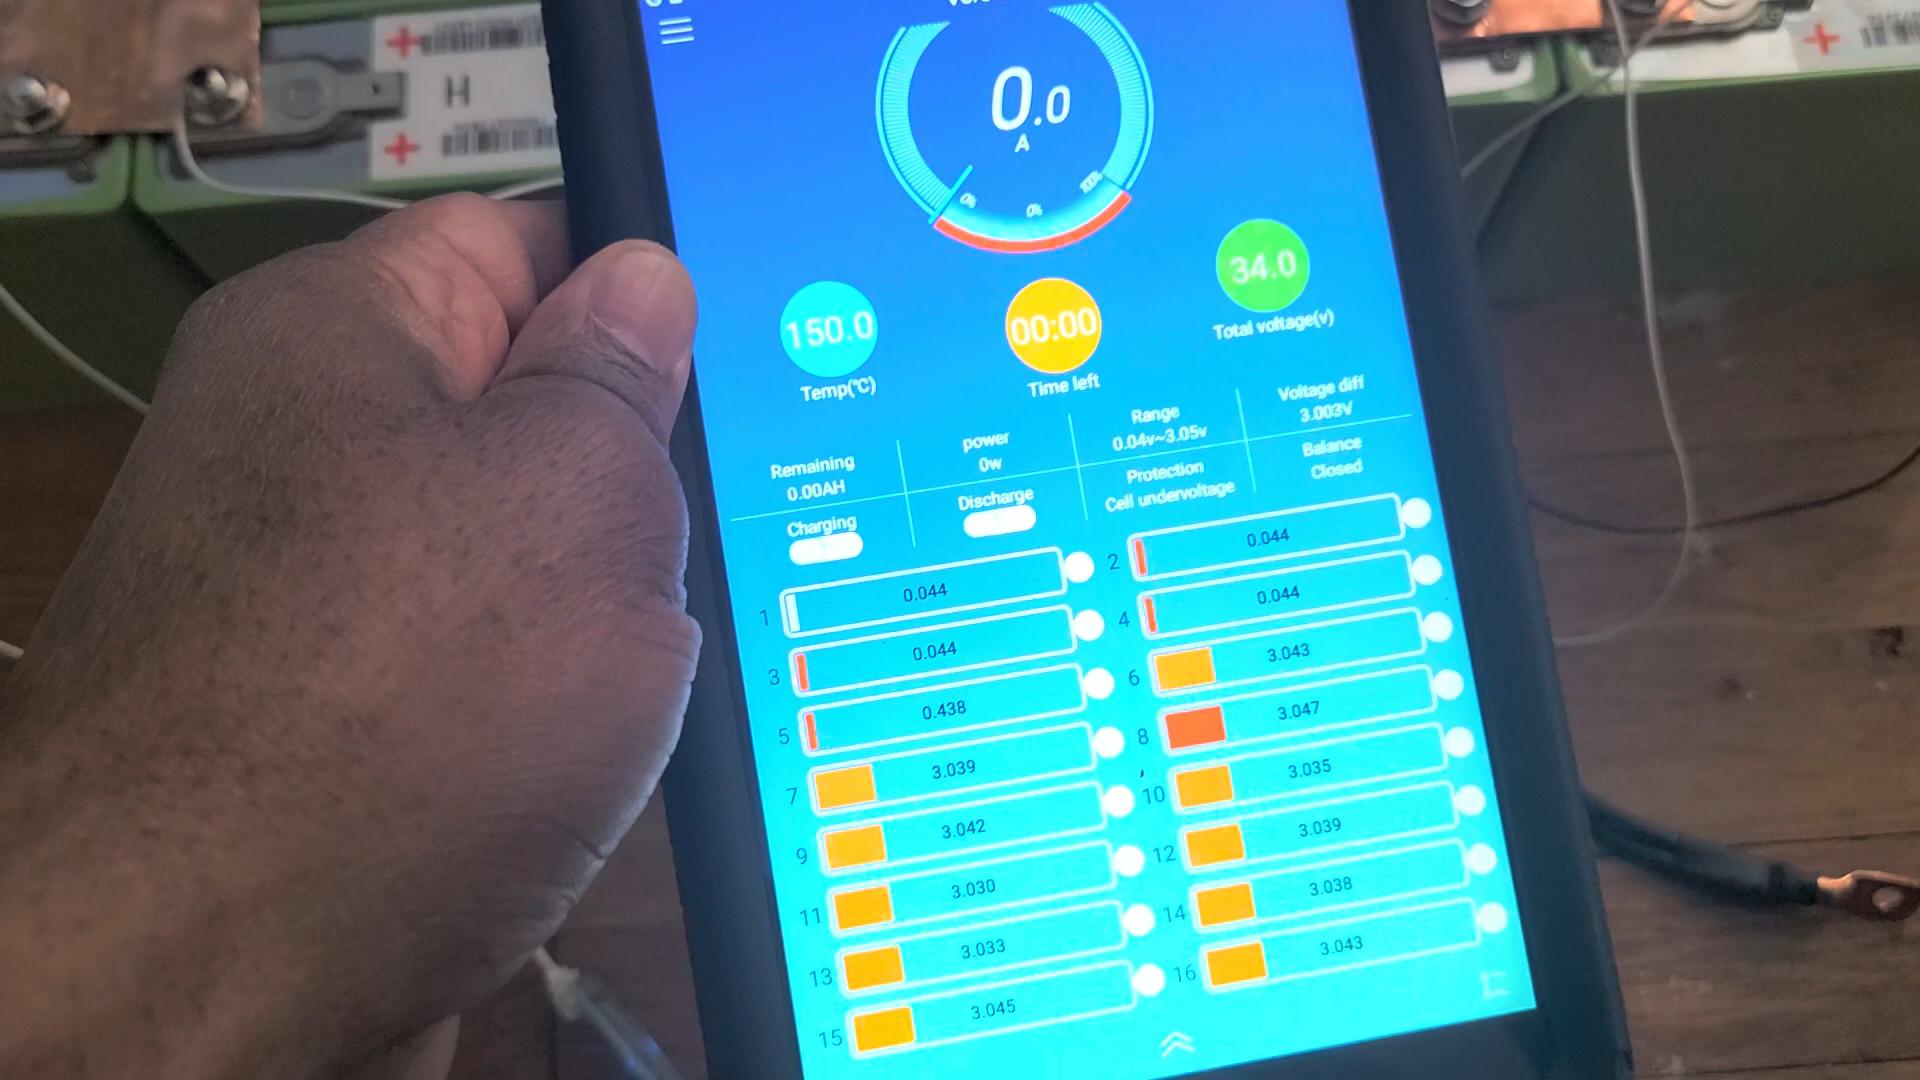 H
0.0
A
0%
0%
100%
150.0
00:00
34.0
Temp(℃)
Time left
Total voltage(v)
Remaining
0.00AH
power
0w
Range
0.04v~3.05v
Voltage diff
3.003V
Charging
Discharge
Protection
Cell undervoltage
Balance
Closed
1 0.044
2 0.044
3 0.044
4 0.044
5 0.438
6 3.043
7 3.039
8 3.047
9 3.042
10 3.035
11 3.030
12 3.039
13 3.033
14 3.038
15 3.045
16 3.043